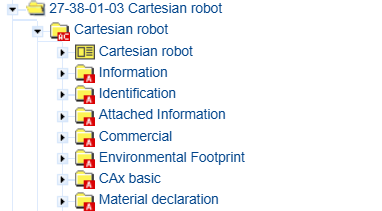 27-38-01-03 Cartesian robot
AC Cartesian robot
Cartesian robot
A Information
A Identification
A Attached Information
A Commercial
A Environmental Footprint
A CAx basic
A Material declaration